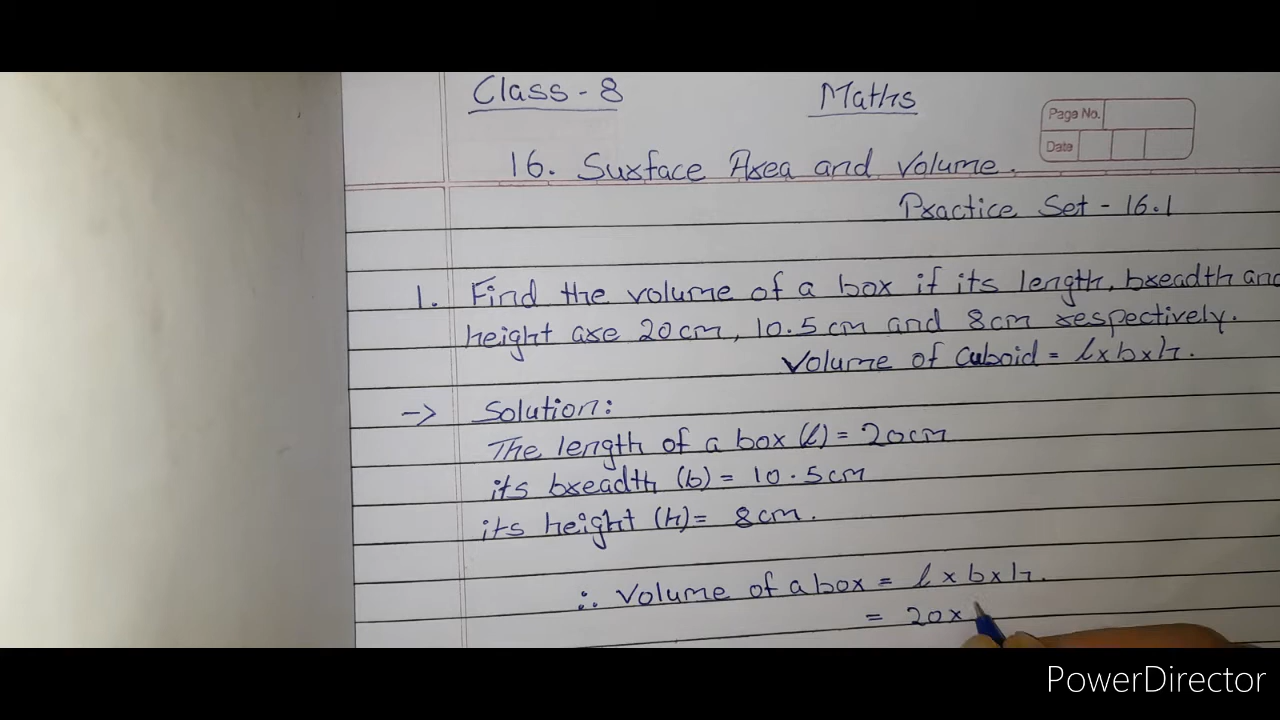 Class - 8 Maths
Page No.
Date
16. Surface Area and Volume.
Practice Set - 16.1
1. Find the volume of a box if its length, breadth and
height are 20cm, 10.5cm and 8cm respectively.
Volume of cuboid = l×b×h.
-> Solution:
The length of a box (l) = 20cm
its breadth (b) = 10.5cm
its height (h) = 8cm.
∴ Volume of a box = l×b×h.
= 20×
PowerDirector